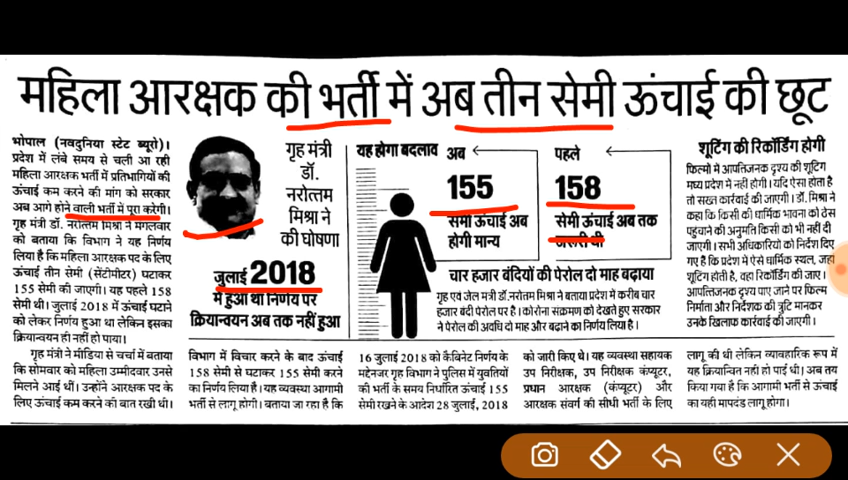 महिला आरक्षक की भर्ती में अब तीन सेमी ऊंचाई की छूट
भोपाल (नवदुनिया स्टेट ब्यूरो)।
प्रदेश में लंबे समय से चली आ रही
महिला आरक्षक भर्ती में प्रतिभागियों की
ऊंचाई कम करने की मांग को सरकार
अब आगे होने वाली भर्ती में पूरा करेगी।
गृह मंत्री डॉ. नरोत्तम मिश्रा ने मंगलवार
को बताया कि विभाग ने यह निर्णय
लिया है कि महिला आरक्षक पद के लिए
ऊंचाई तीन सेमी (सेंटीमीटर) घटाकर
155 सेमी की जाएगी। यह पहले 158
सेमी थी। जुलाई 2018 में ऊंचाई घटाने
को लेकर निर्णय हुआ था लेकिन इसका
क्रियान्वयन ही नहीं हो पाया।
गृह मंत्री ने मीडिया से चर्चा में बताया
कि सोमवार को महिला उम्मीदवार उनसे
मिलने आई थीं। उन्होंने आरक्षक पद के
लिए ऊंचाई कम करने की बात रखी थी।
गृह मंत्री
डॉ.
नरोत्तम
मिश्रा ने
की घोषणा
जुलाई 2018
में हुआ था निर्णय पर
क्रियान्वयन अब तक नहीं हुआ
विभाग में विचार करने के बाद ऊंचाई
158 सेमी से घटाकर 155 सेमी करने
का निर्णय लिया है। यह व्यवस्था आगामी
भर्ती से लागू होगी। बताया जा रहा है कि
यह होगा बदलाव
अब
155
सेमी ऊंचाई अब
होगी मान्य
पहले
158
सेमी ऊंचाई अब तक
जरूरी थी
चार हजार बंदियों की पेरोल दो माह बढ़ाया
गृह एवं जेल मंत्री डॉ.नरोत्तम मिश्रा ने बताया प्रदेश में करीब चार
हजार बंदी पेरोल पर है। कोरोना संक्रमण को देखते हुए सरकार
ने पेरोल की अवधि दो माह और बढ़ाने का निर्णय लिया है।
16 जुलाई 2018 को कैबिनेट निर्णय के
मद्देनजर गृह विभाग ने पुलिस में युवतियों
की भर्ती के समय निर्धारित ऊंचाई 155
सेमी रखने के आदेश 28 जुलाई, 2018
को जारी किए थे। यह व्यवस्था सहायक
उप निरीक्षक, उप निरीक्षक कंप्यूटर,
प्रधान आरक्षक (कंप्यूटर) और
आरक्षक संवर्ग की सीधी भर्ती के लिए
शूटिंग की रिकॉर्डिंग होगी
फिल्मों में आपत्तिजनक दृश्य की शूटिंग
मध्य प्रदेश में नहीं होगी। यदि ऐसा होता है
तो सख्त कार्रवाई की जाएगी। डॉ. मिश्रा ने
कहा कि किसी की धार्मिक भावना को ठेस
पहुंचाने की अनुमति किसी को भी नहीं दी
जाएगी। सभी अधिकारियों को निर्देश दिए
गए है कि प्रदेश में ऐसे धार्मिक स्थल, जहां
शूटिंग होती है, वहा रिकॉर्डिंग की जाए।
आपत्तिजनक दृश्य पाए जाने पर फिल्म
निर्माता और निर्देशक की त्रुटि मानकर
उनके खिलाफ कार्रवाई की जाएगी।
लागू की थी लेकिन व्यावहारिक रूप में
यह क्रियान्वित नहीं हो पाई थी। अब तय
किया गया है कि आगामी भर्ती से ऊंचाई
का यही मापदंड लागू होगा।